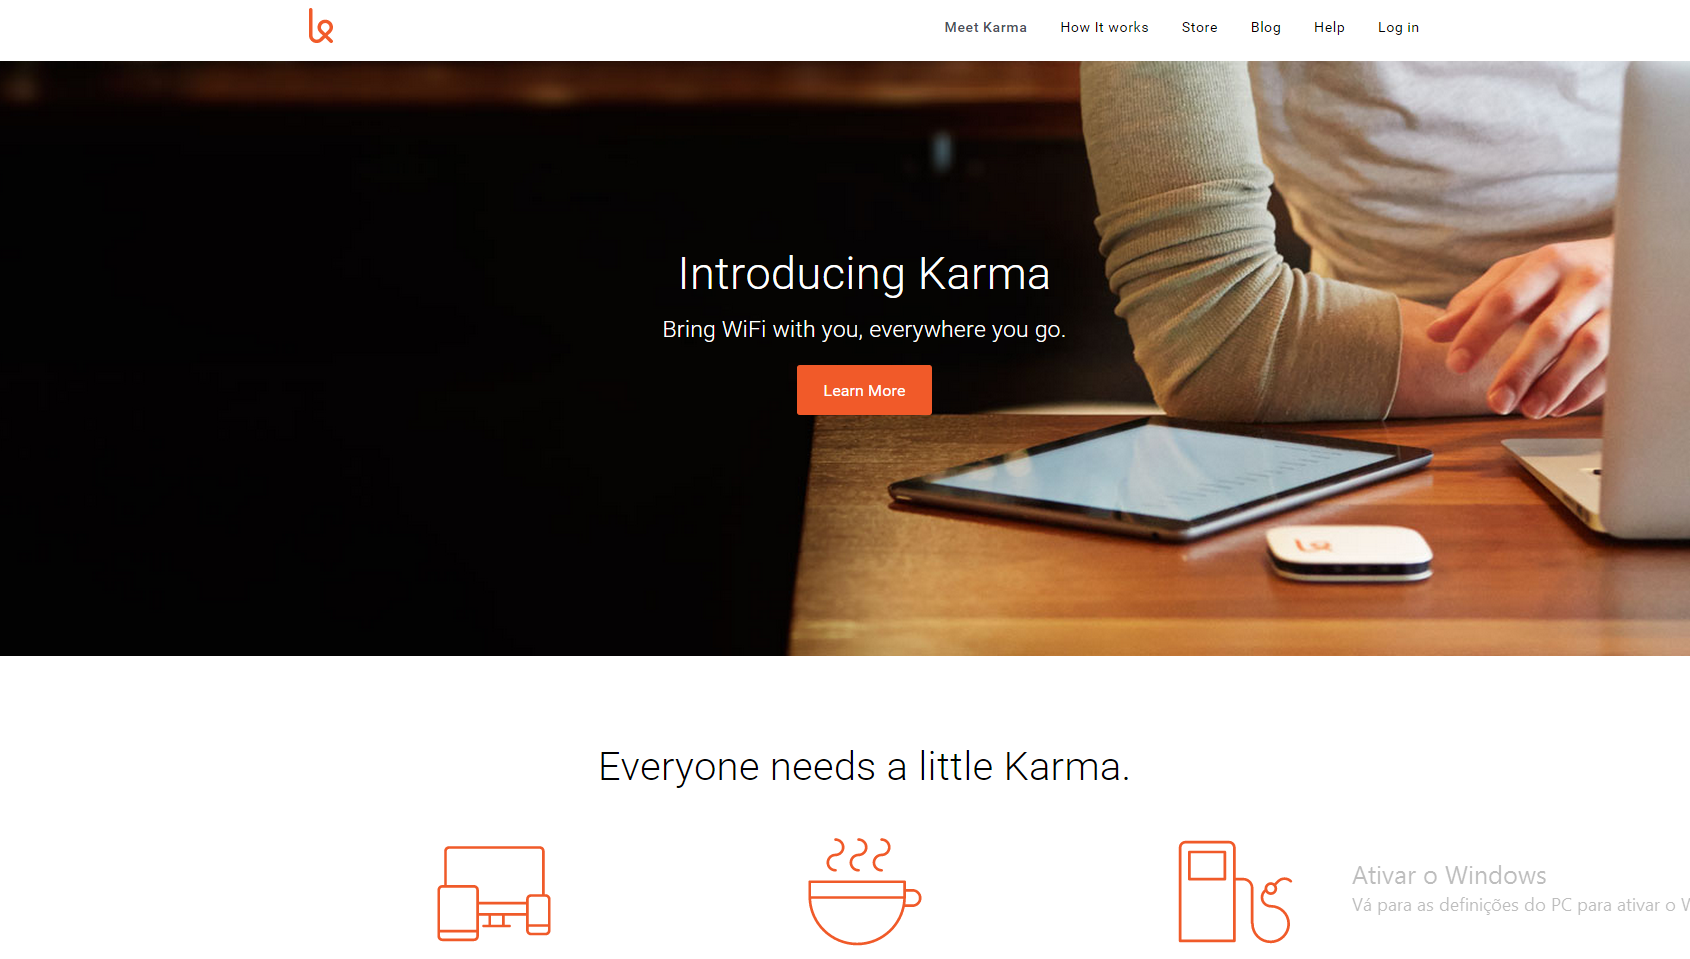 Meet Karma How It works Store Blog Help Log in
Introducing Karma
Bring WiFi with you, everywhere you go.
Learn More
Everyone needs a little Karma.
Ativar o Windows
Vá para as definições do PC para ativar o